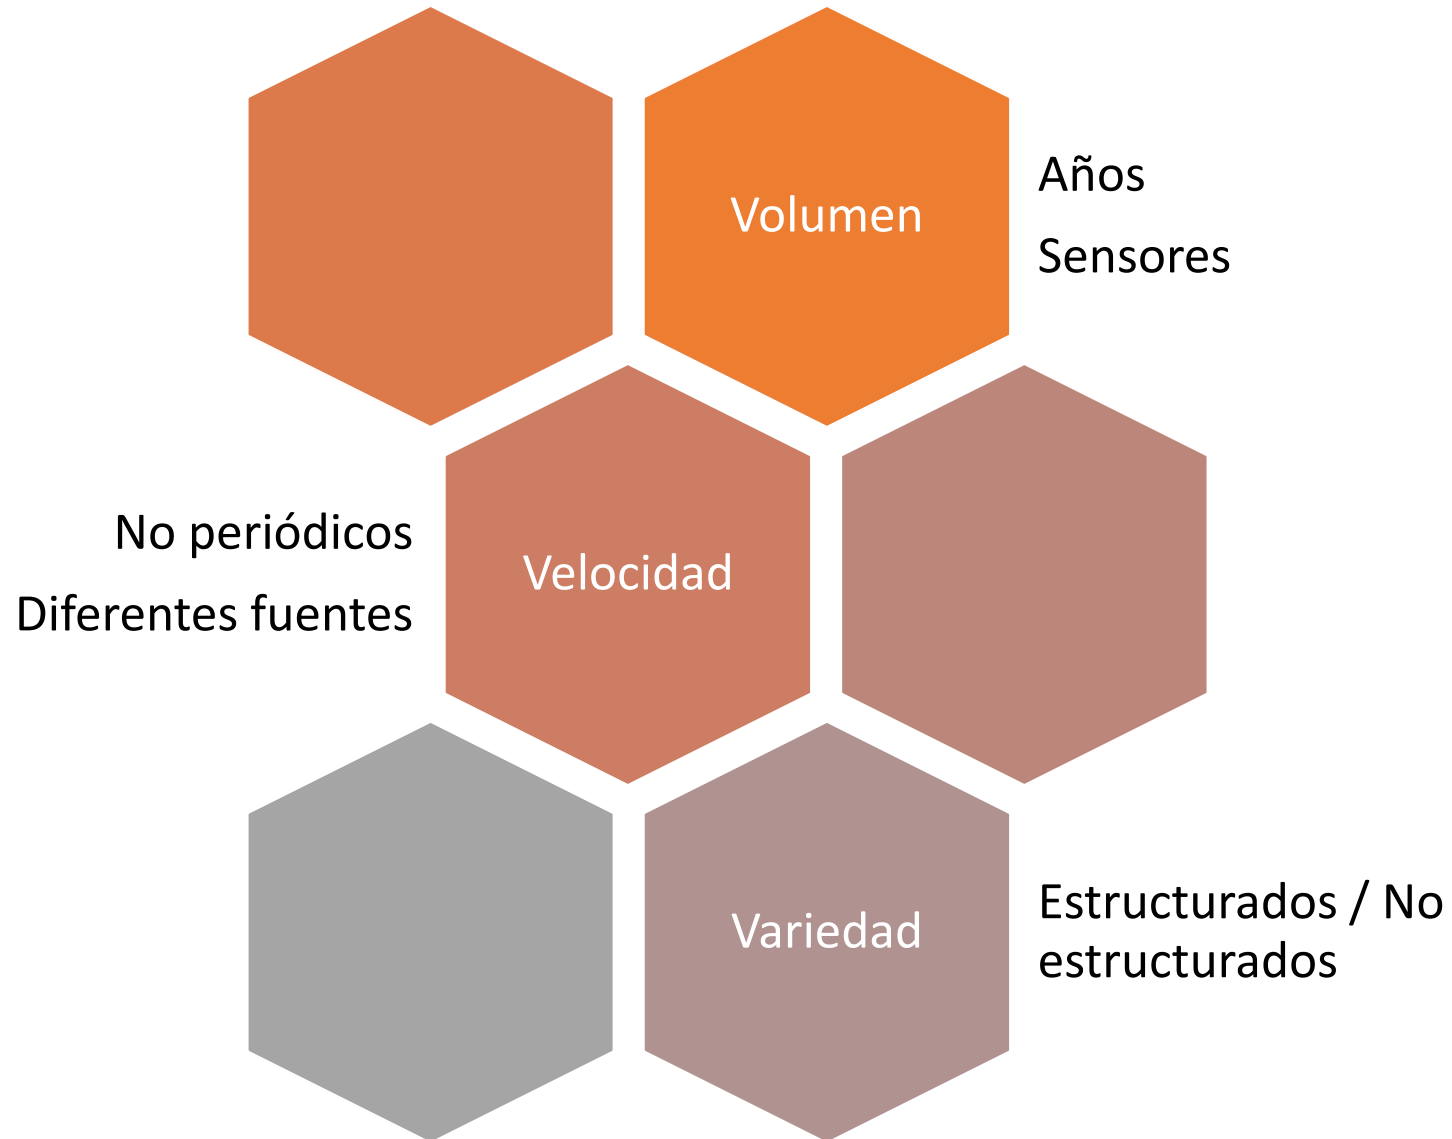 Volumen
Años
Sensores
No periódicos
Diferentes fuentes
Velocidad
Variedad
Estructurados / No
estructurados